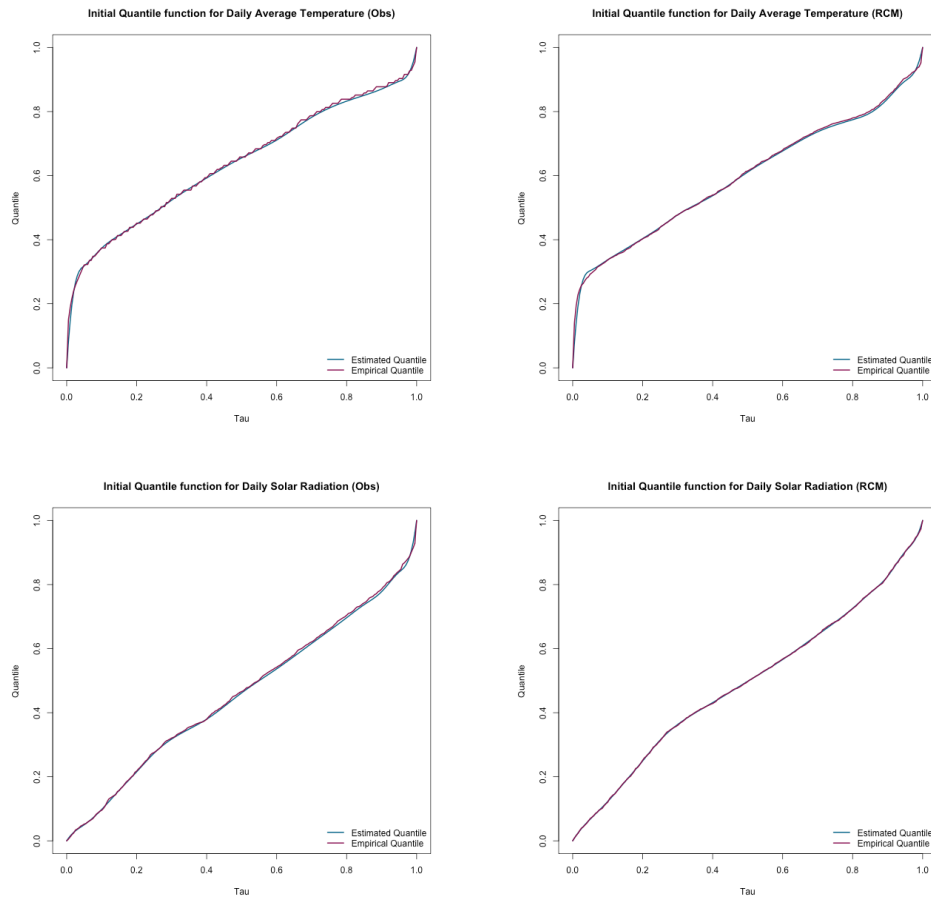 Initial Quantile function for Daily Average Temperature (Obs)
Quantile
1.0
0.8
0.6
0.4
0.2
0.0
Estimated Quantile
Empirical Quantile
0.0 0.2 0.4 0.6 0.8 1.0
Tau
Initial Quantile function for Daily Average Temperature (RCM)
Quantile
1.0
0.8
0.6
0.4
0.2
0.0
Estimated Quantile
Empirical Quantile
0.0 0.2 0.4 0.6 0.8 1.0
Tau
Initial Quantile function for Daily Solar Radiation (Obs)
Quantile
1.0
0.8
0.6
0.4
0.2
0.0
Estimated Quantile
Empirical Quantile
0.0 0.2 0.4 0.6 0.8 1.0
Tau
Initial Quantile function for Daily Solar Radiation (RCM)
Quantile
1.0
0.8
0.6
0.4
0.2
0.0
Estimated Quantile
Empirical Quantile
0.0 0.2 0.4 0.6 0.8 1.0
Tau